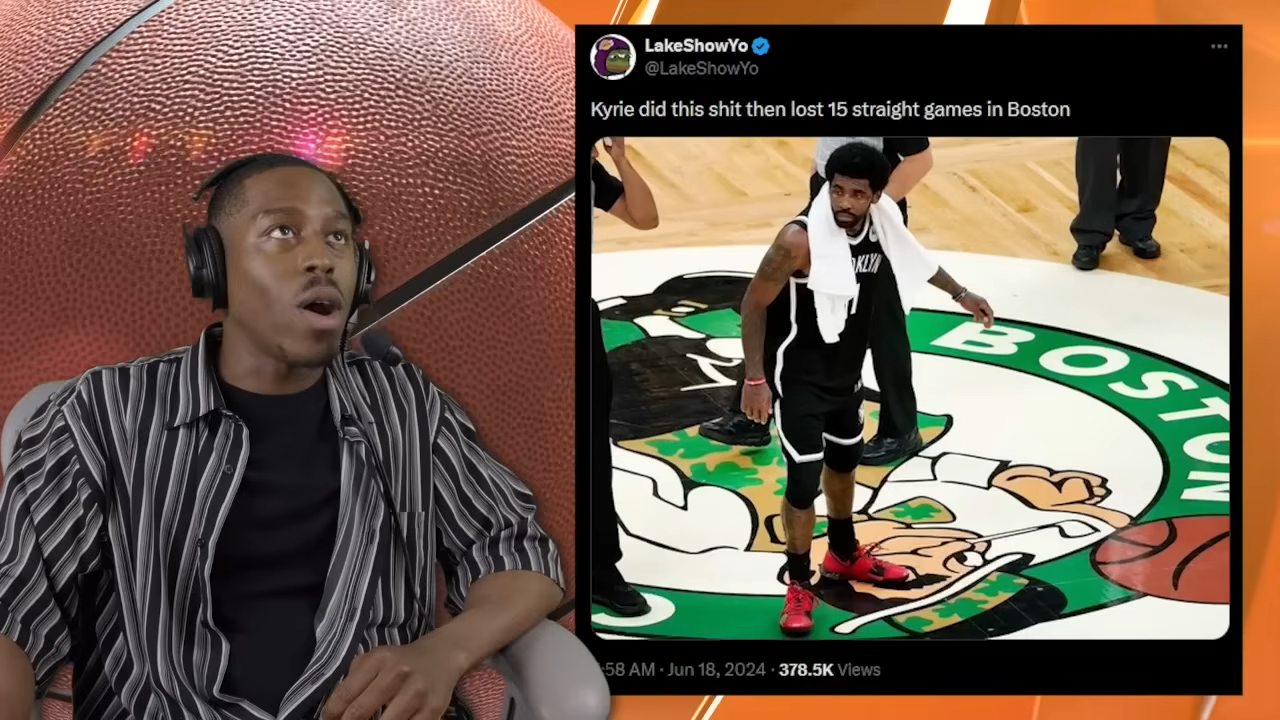 LakeShowYo
@LakeShowYo
Kyrie did this shit then lost 15 straight games in Boston
BOSTON
:58 AM · Jun 18, 2024 · 378.5K Views